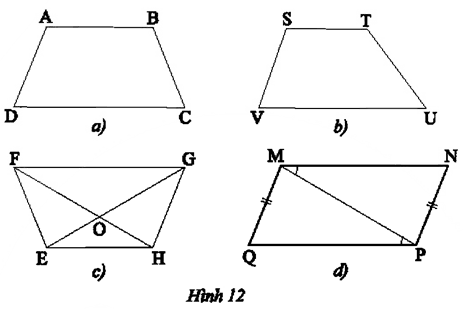 A B S T
D C V U
a) b)
F G M N
O
E H Q P
c) d)
Hình 12